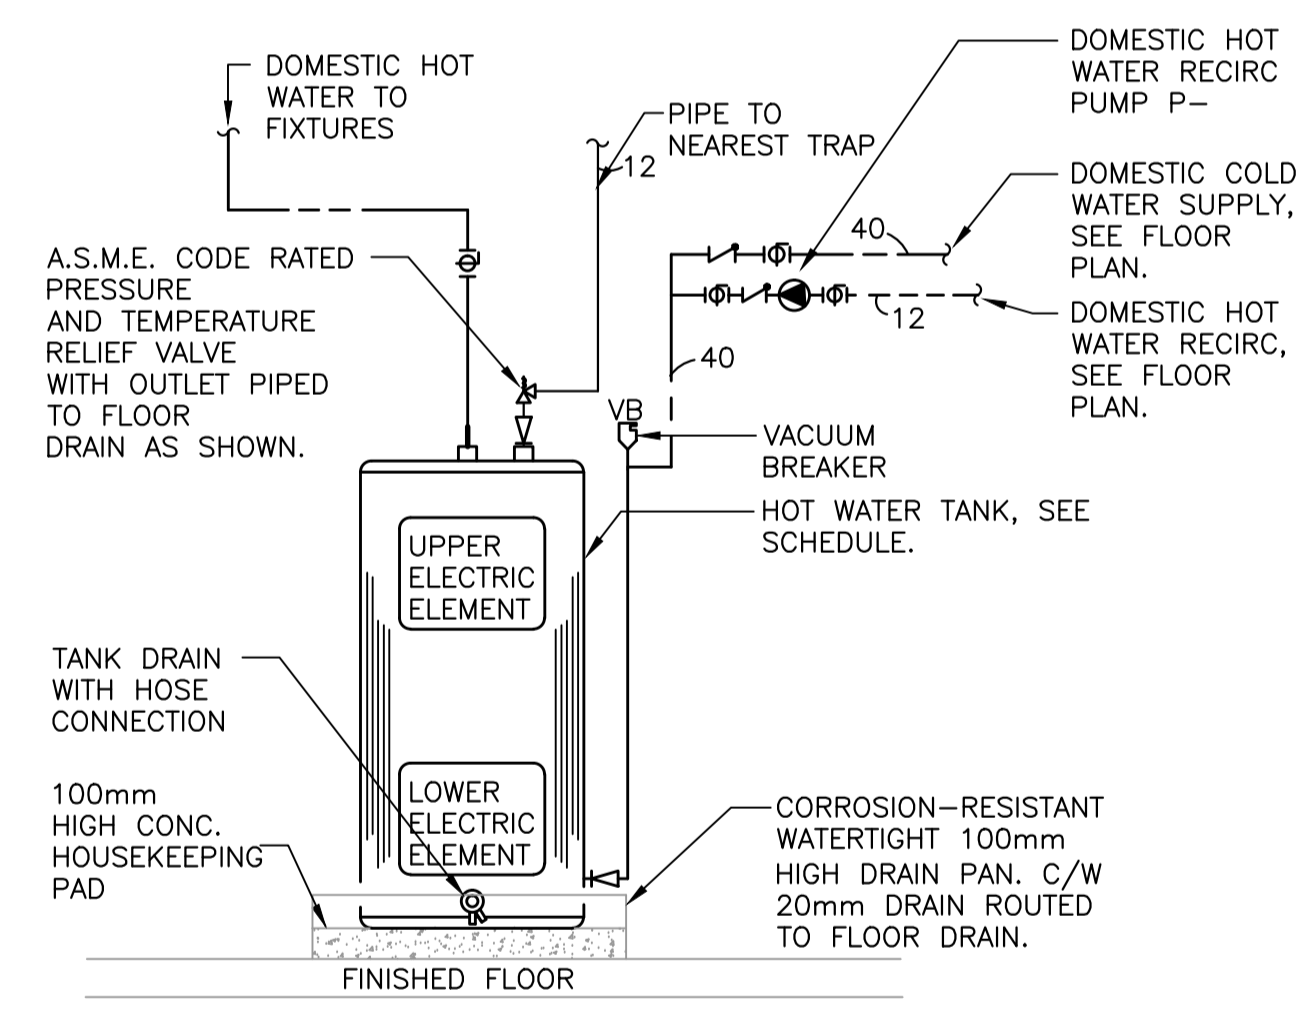 DOMESTIC HOT
WATER TO
FIXTURES
PIPE TO
NEAREST TRAP
12
DOMESTIC HOT
WATER RECIRC
PUMP P-
DOMESTIC COLD
WATER SUPPLY,
SEE FLOOR
PLAN.
40
12
DOMESTIC HOT
WATER RECIRC,
SEE FLOOR
PLAN.
A.S.M.E. CODE RATED
PRESSURE
AND TEMPERATURE
RELIEF VALVE
WITH OUTLET PIPED
TO FLOOR
DRAIN AS SHOWN.
40
VB
VACUUM
BREAKER
HOT WATER TANK, SEE
SCHEDULE.
UPPER
ELECTRIC
ELEMENT
TANK DRAIN
WITH HOSE
CONNECTION
LOWER
ELECTRIC
ELEMENT
100mm
HIGH CONC.
HOUSEKEEPING
PAD
CORROSION-RESISTANT
WATERTIGHT 100mm
HIGH DRAIN PAN. C/W
20mm DRAIN ROUTED
TO FLOOR DRAIN.
FINISHED FLOOR